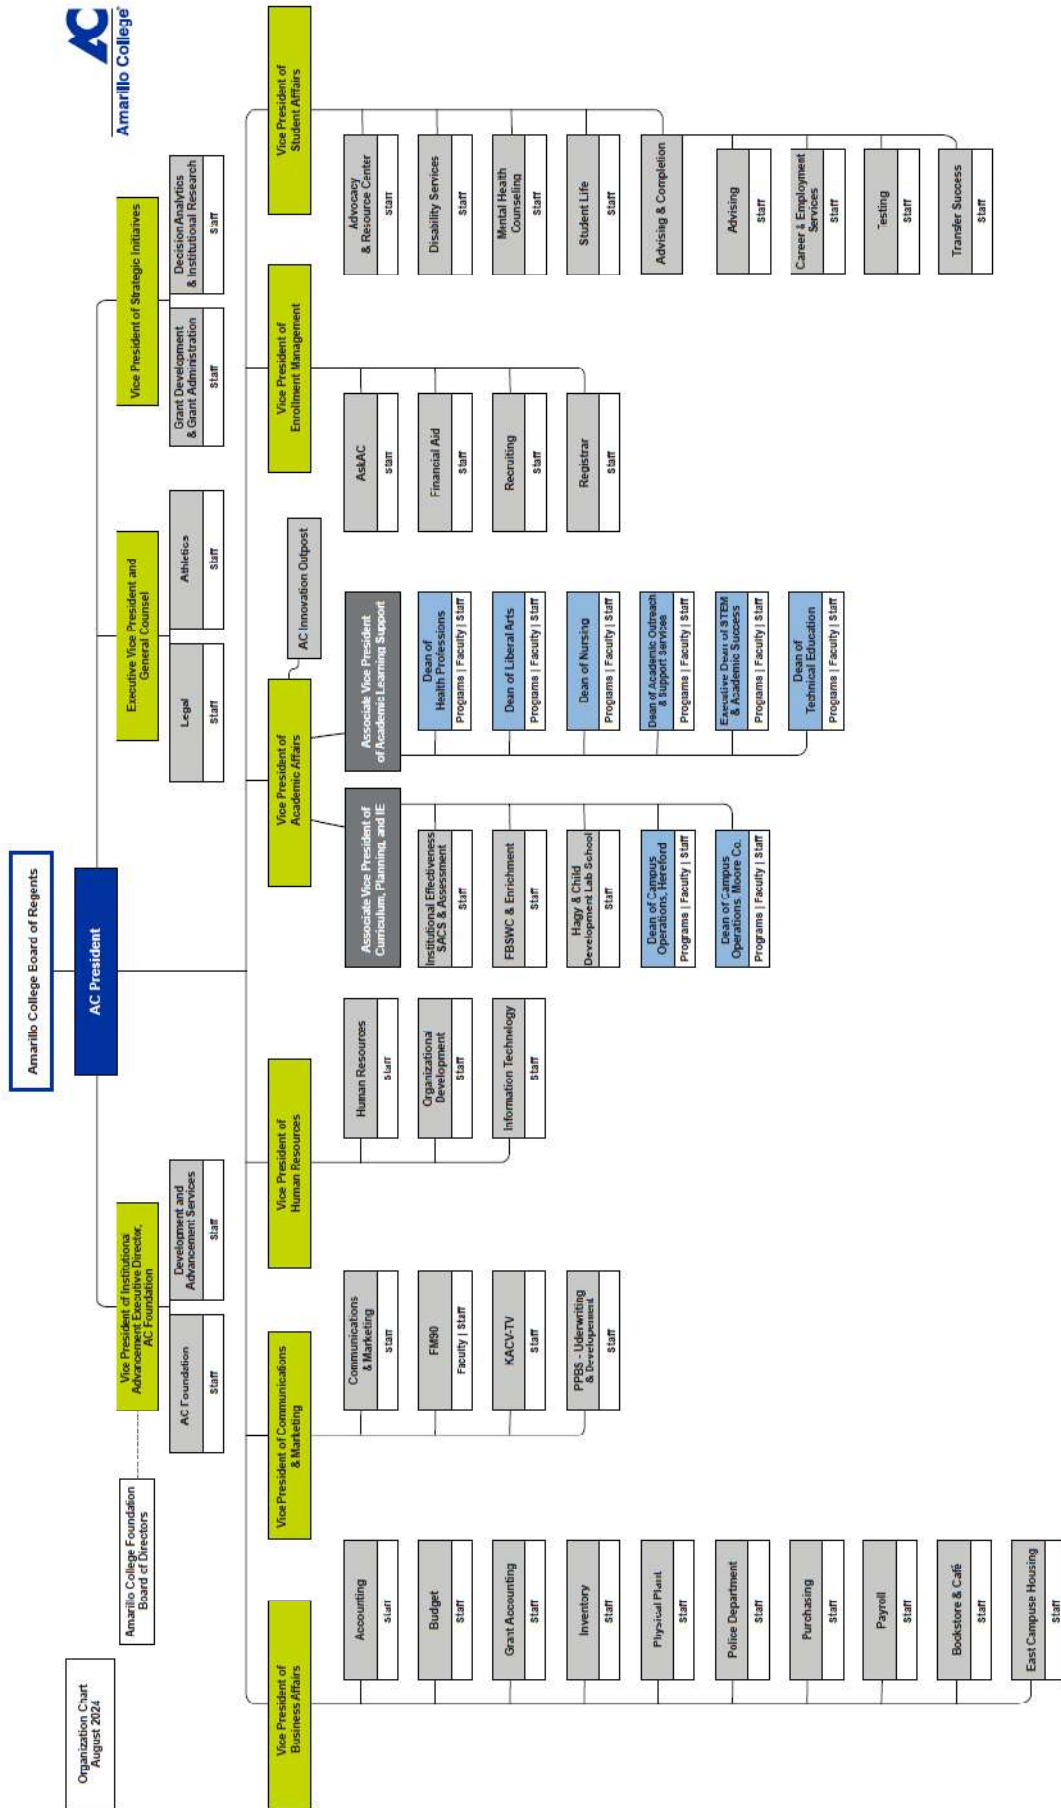 Organization Chart
August 2024
Amarillo College Board of Regents
AC President
AC
Amarillo College
Amarillo College Foundation
Board of Directors
Vice President of Institutional
Advancement Executive Director,
AC Foundation
AC Foundation
Staff
Development and
Advancement Services
Staff
Executive Vice President and
General Counsel
Legal
Staff
Athletics
Staff
Vice President of Strategic Initiatives
Grant Development
& Grant Administration
Staff
Decision Analytics
& Institutional Research
Staff
Vice President of
Business Affairs
Accounting
Staff
Budget
Staff
Grant Accounting
Staff
Inventory
Staff
Physical Plant
Staff
Police Department
Staff
Purchasing
Staff
Payroll
Staff
Bookstore & Café
Staff
East Campuse Housing
Staff
Vice President of Communications
& Marketing
Communications
& Marketing
Staff
FM90
Faculty | Staff
KACV-TV
Staff
PPBS - Uderwriting
& Developement
Staff
Vice President of
Human Resources
Human Resources
Staff
Organizational
Development
Staff
Information Technology
Staff
Vice President of
Academic Affairs
AC Innovation Outpost
Associate Vice President of
Curriculum, Planning, and IE
Institutional Effectiveness
SACS & Assessment
Staff
FBSWC & Enrichment
Staff
Hagy & Child
Development Lab School
Staff
Dean of Campus
Operations, Hereford
Programs | Faculty | Staff
Dean of Campus
Operations, Moore Co.
Programs | Faculty | Staff
Associate Vice President
of Academic Learning Support
Dean of
Health Professions
Programs | Faculty | Staff
Dean of Liberal Arts
Programs | Faculty | Staff
Dean of Nursing
Programs | Faculty | Staff
Dean of Academic Outreach
& Support Services
Programs | Faculty | Staff
Executive Dean of STEM
& Academic Success
Programs | Faculty | Staff
Dean of
Technical Education
Programs | Faculty | Staff
Vice President of
Enrollment Management
AskAC
Staff
Financial Aid
Staff
Recruiting
Staff
Registrar
Staff
Vice President of
Student Affairs
Advocacy
& Resource Center
Staff
Disability Services
Staff
Mental Health
Counseling
Staff
Student Life
Staff
Advising & Completion
Advising
Staff
Career & Employment
Services
Staff
Testing
Staff
Transfer Success
Staff